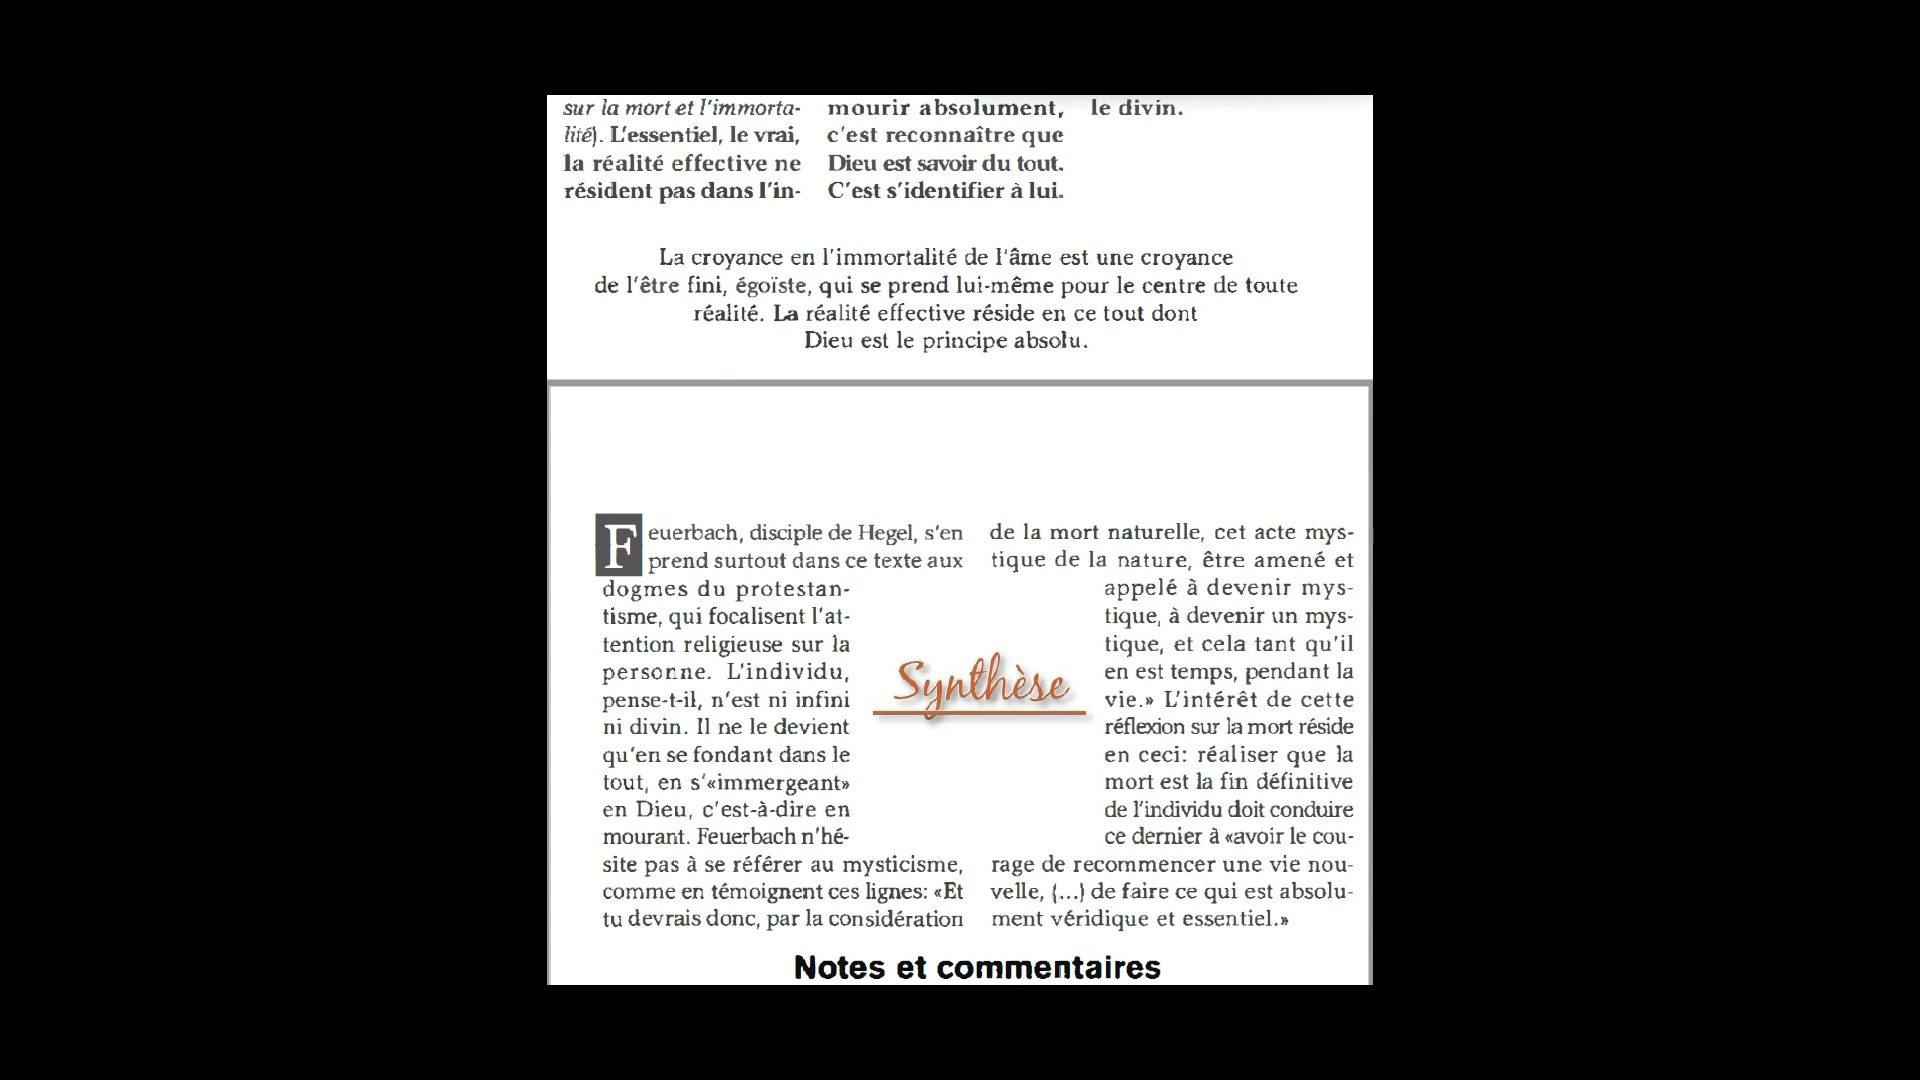 sur la mort et l'immorta-
lité). L'essentiel, le vrai,
la réalité effective ne
résident pas dans l'in-
mourir absolument,
c'est reconnaître que
Dieu est savoir du tout.
C'est s'identifier à lui.
le divin.
La croyance en l'immortalité de l'âme est une croyance
de l'être fini, égoïste, qui se prend lui-même pour le centre de toute
réalité. La réalité effective réside en ce tout dont
Dieu est le principe absolu.
Feuerbach, disciple de Hegel, s'en
prend surtout dans ce texte aux
dogmes du protestan-
tisme, qui focalisent l'at-
tention religieuse sur la
personne. L'individu,
pense-t-il, n'est ni infini
ni divin. Il ne le devient
qu'en se fondant dans le
tout, en s'«immergeant»
en Dieu, c'est-à-dire en
mourant. Feuerbach n'hé-
site pas à se référer au mysticisme,
comme en témoignent ces lignes: «Et
tu devrais donc, par la considération
Synthèse
de la mort naturelle, cet acte mys-
tique de la nature, être amené et
appelé à devenir mys-
tique, à devenir un mys-
tique, et cela tant qu'il
en est temps, pendant la
vie.» L'intérêt de cette
réflexion sur la mort réside
en ceci: réaliser que la
mort est la fin définitive
de l'individu doit conduire
ce dernier à «avoir le cou-
rage de recommencer une vie nou-
velle, (...) de faire ce qui est absolu-
ment véridique et essentiel.»
Notes et commentaires